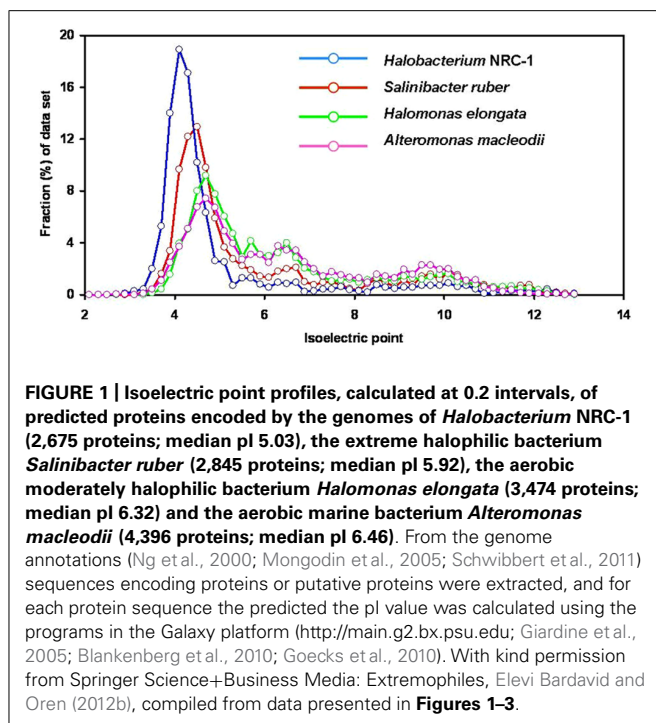 20
16
12
8
4
0
Fraction (%) of data set
Halobacterium NRC-1
Salinibacter ruber
Halomonas elongata
Alteromonas macleodii
2 4 6 8 10 12 14
Isoelectric point
FIGURE 1 | Isoelectric point profiles, calculated at 0.2 intervals, of
predicted proteins encoded by the genomes of Halobacterium NRC-1
(2,675 proteins; median pI 5.03), the extreme halophilic bacterium
Salinibacter ruber (2,845 proteins; median pI 5.92), the aerobic
moderately halophilic bacterium Halomonas elongata (3,474 proteins;
median pI 6.32) and the aerobic marine bacterium Alteromonas
macleodii (4,396 proteins; median pI 6.46). From the genome
annotations (Ng et al., 2000; Mongodin et al., 2005; Schwibbert et al., 2011)
sequences encoding proteins or putative proteins were extracted, and for
each protein sequence the predicted the pI value was calculated using the
programs in the Galaxy platform (http://main.g2.bx.psu.edu; Giardine et al.,
2005; Blankenberg et al., 2010; Goecks et al., 2010). With kind permission
from Springer Science+Business Media: Extremophiles, Elevi Bardavid and
Oren (2012b), compiled from data presented in Figures 1–3.